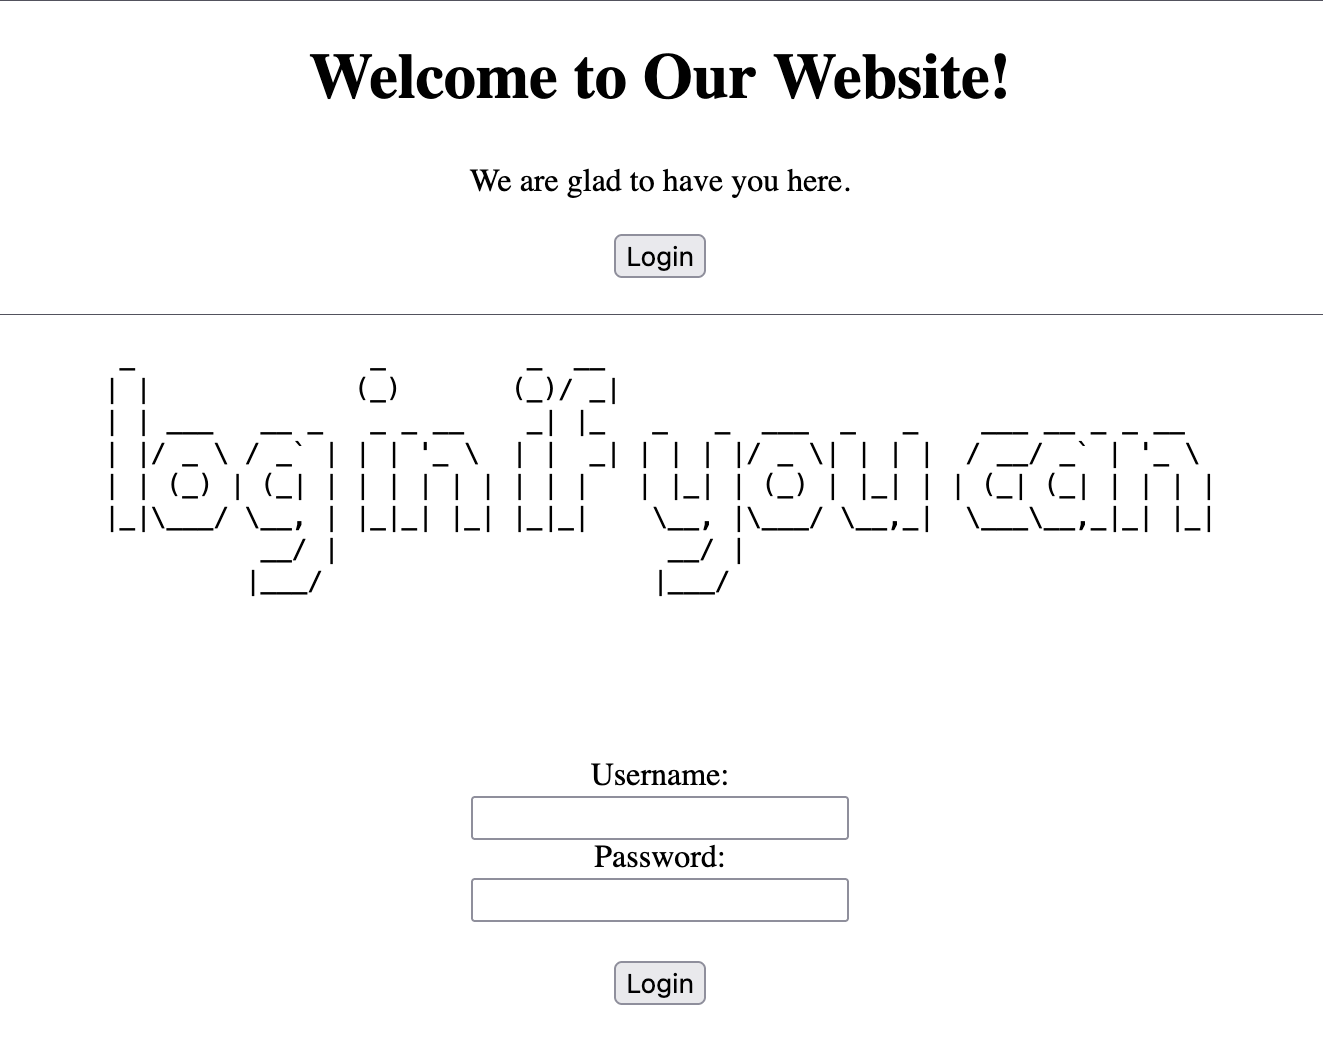 Welcome to Our Website!
We are glad to have you here.
Login
login if you can
Username:
Password:
Login